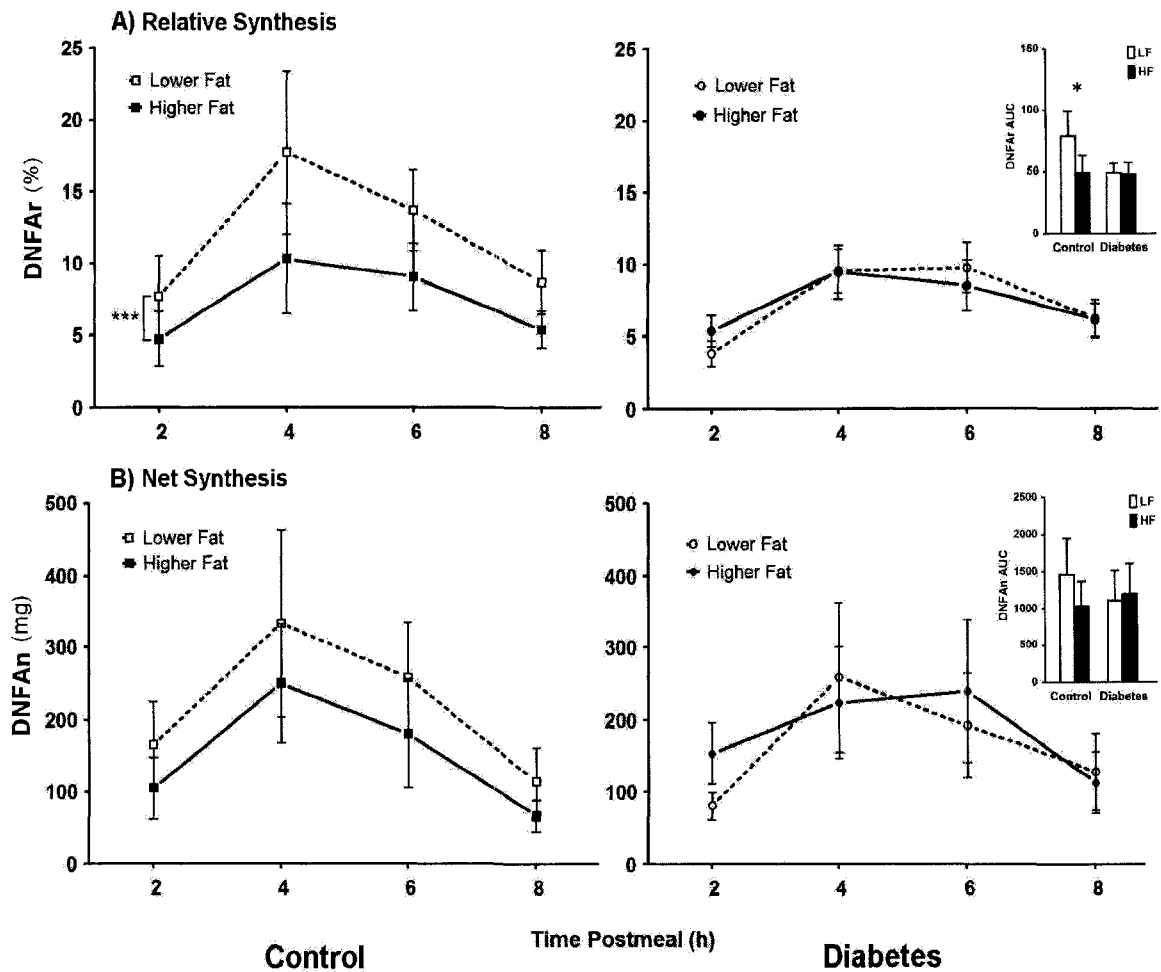 A) Relative Synthesis
25
20
15
10
5
0
DNFAr (%)
Lower Fat
Higher Fat
***
2 4 6 8
25
20
15
10
5
0
Lower Fat
Higher Fat
2 4 6 8
150
100
50
0
DNFAr AUC
LF
HF
*
Control Diabetes
B) Net Synthesis
500
400
300
200
100
0
DNFAn (mg)
Lower Fat
Higher Fat
2 4 6 8
500
400
300
200
100
0
Lower Fat
Higher Fat
2 4 6 8
2500
2000
1500
1000
500
0
DNFAn AUC
LF
HF
Control Diabetes
Time Postmeal (h)
Control Diabetes